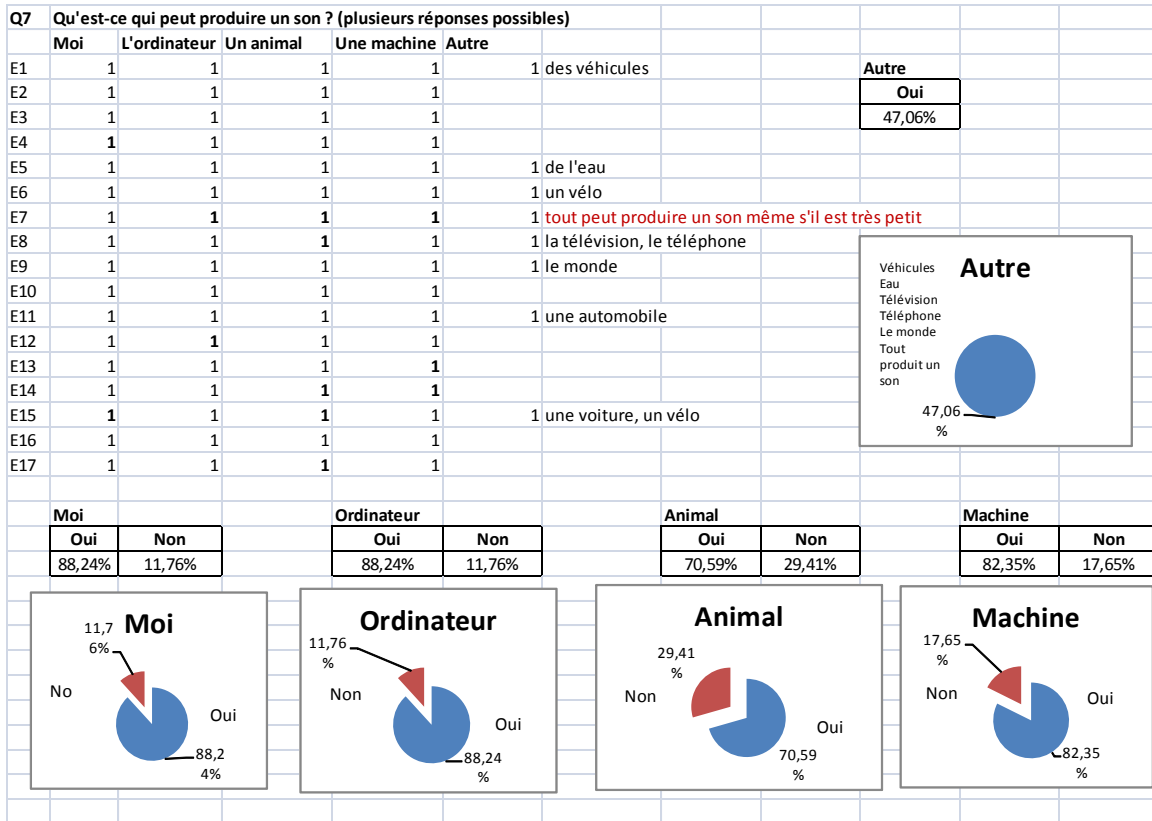 Q7 Qu'est-ce qui peut produire un son ? (plusieurs réponses possibles)
Moi L'ordinateur Un animal Une machine Autre
E1 1 1 1 1 1 des véhicules Autre
E2 1 1 1 1 Oui
E3 1 1 1 1 47,06%
E4 1 1 1 1
E5 1 1 1 1 1 de l'eau
E6 1 1 1 1 1 un vélo
E7 1 1 1 1 1 tout peut produire un son même s'il est très petit
E8 1 1 1 1 1 la télévision, le téléphone
E9 1 1 1 1 1 le monde
E10 1 1 1 1
E11 1 1 1 1 1 une automobile
E12 1 1 1 1
E13 1 1 1 1
E14 1 1 1 1
E15 1 1 1 1 1 une voiture, un vélo
E16 1 1 1 1
E17 1 1 1 1
Autre
Véhicules
Eau
Télévision
Téléphone
Le monde
Tout
produit un
son
47,06
%
Moi Ordinateur Animal Machine
Oui Non Oui Non Oui Non Oui Non
88,24% 11,76% 88,24% 11,76% 70,59% 29,41% 82,35% 17,65%
Moi
11,7
6%
No
Oui
88,2
4%
Ordinateur
11,76
%
Non
Oui
88,24
%
Animal
29,41
%
Non
Oui
70,59
%
Machine
17,65
%
Non
Oui
82,35
%